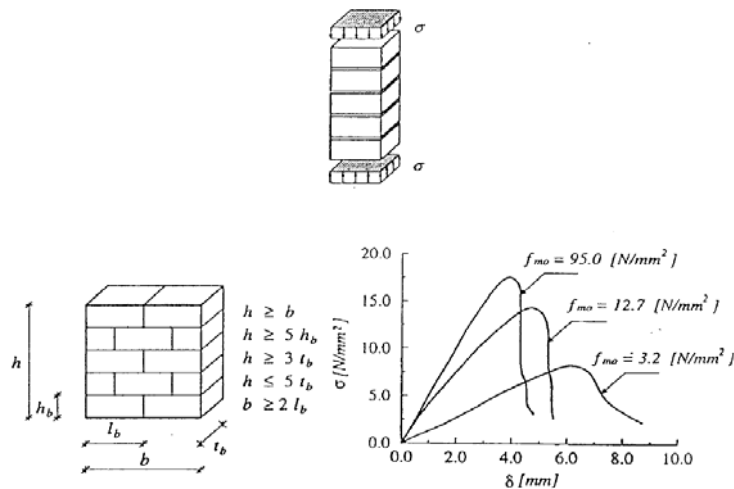 σ
σ
h ≥ b
h ≥ 5 h_b
h ≥ 3 t_b
h ≤ 5 t_b
b ≥ 2 l_b
h
h_b
l_b
b
t_b
20.0
15.0
10.0
5.0
0.0
σ [N/mm²]
f_mo = 95.0 [N/mm²]
f_mo = 12.7 [N/mm²]
f_mo = 3.2 [N/mm²]
0.0 2.0 4.0 6.0 8.0 10.0
δ [mm]